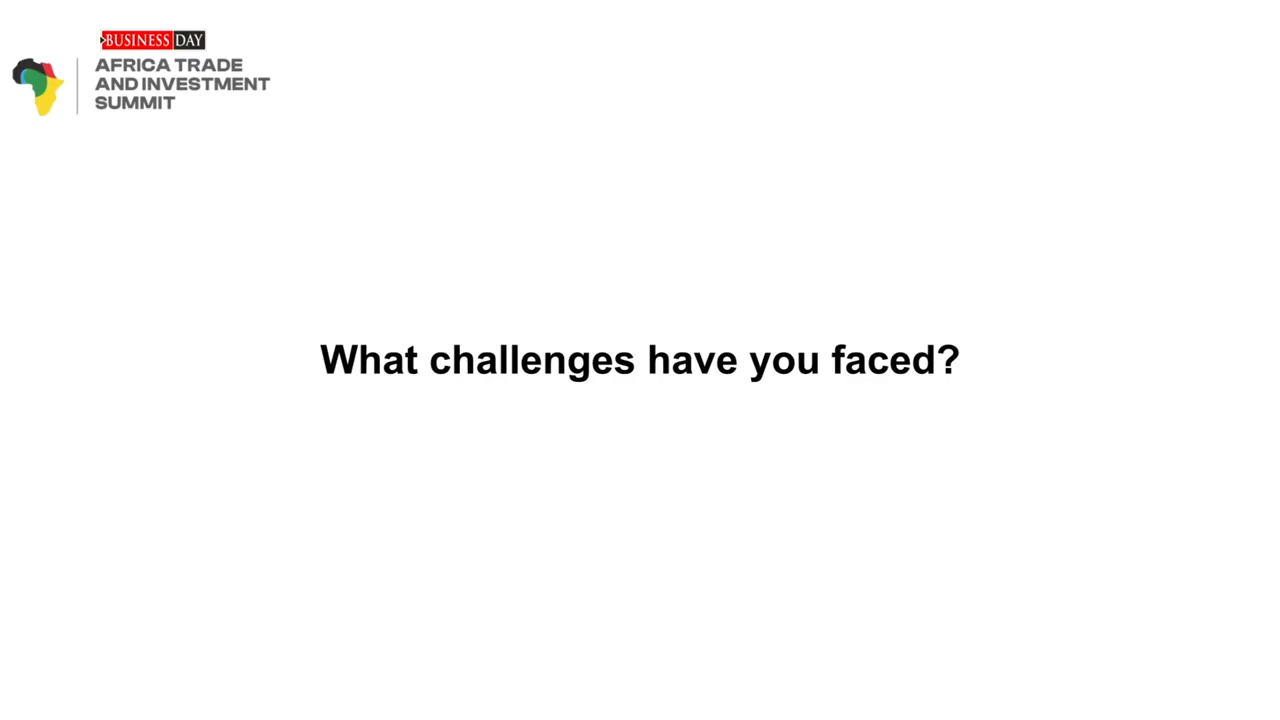 BUSINESS DAY
AFRICA TRADE
AND INVESTMENT
SUMMIT
What challenges have you faced?